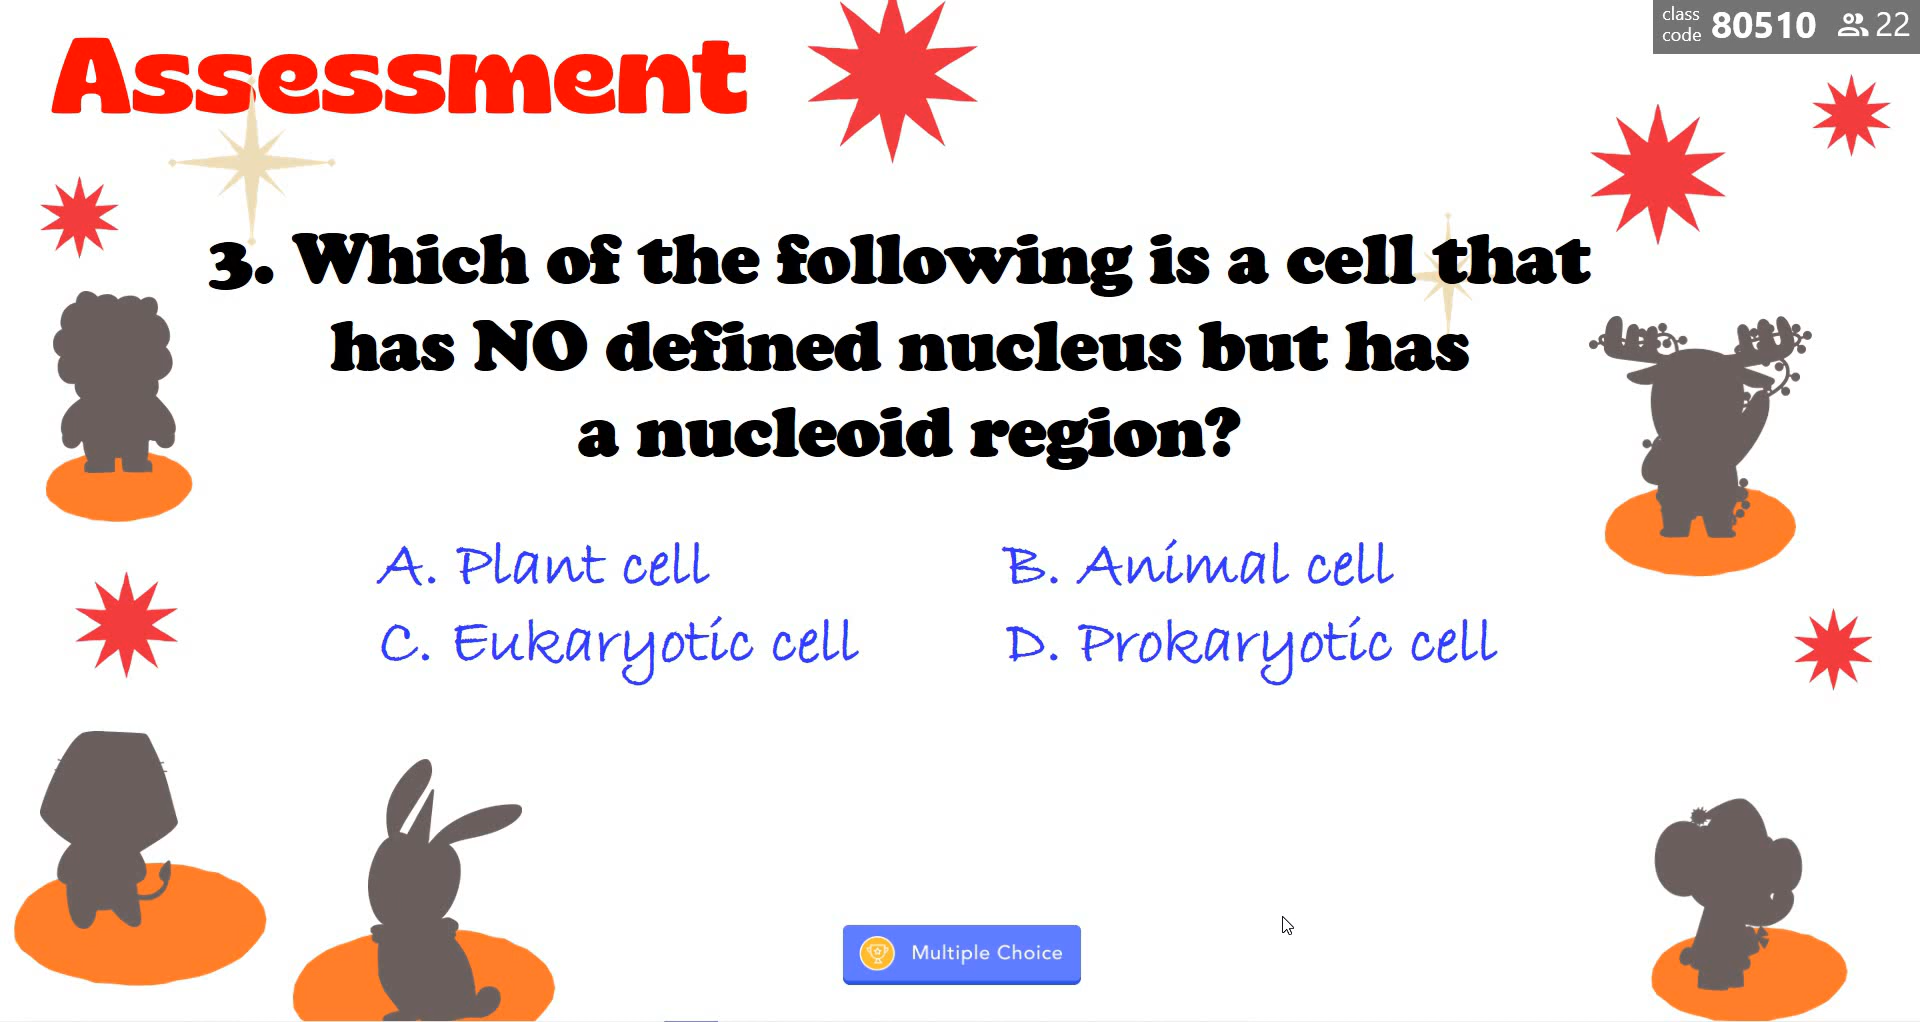 class code 80510 22
Assessment
3. Which of the following is a cell that
has NO defined nucleus but has
a nucleoid region?
A. Plant cell B. Animal cell
C. Eukaryotic cell D. Prokaryotic cell
Multiple Choice